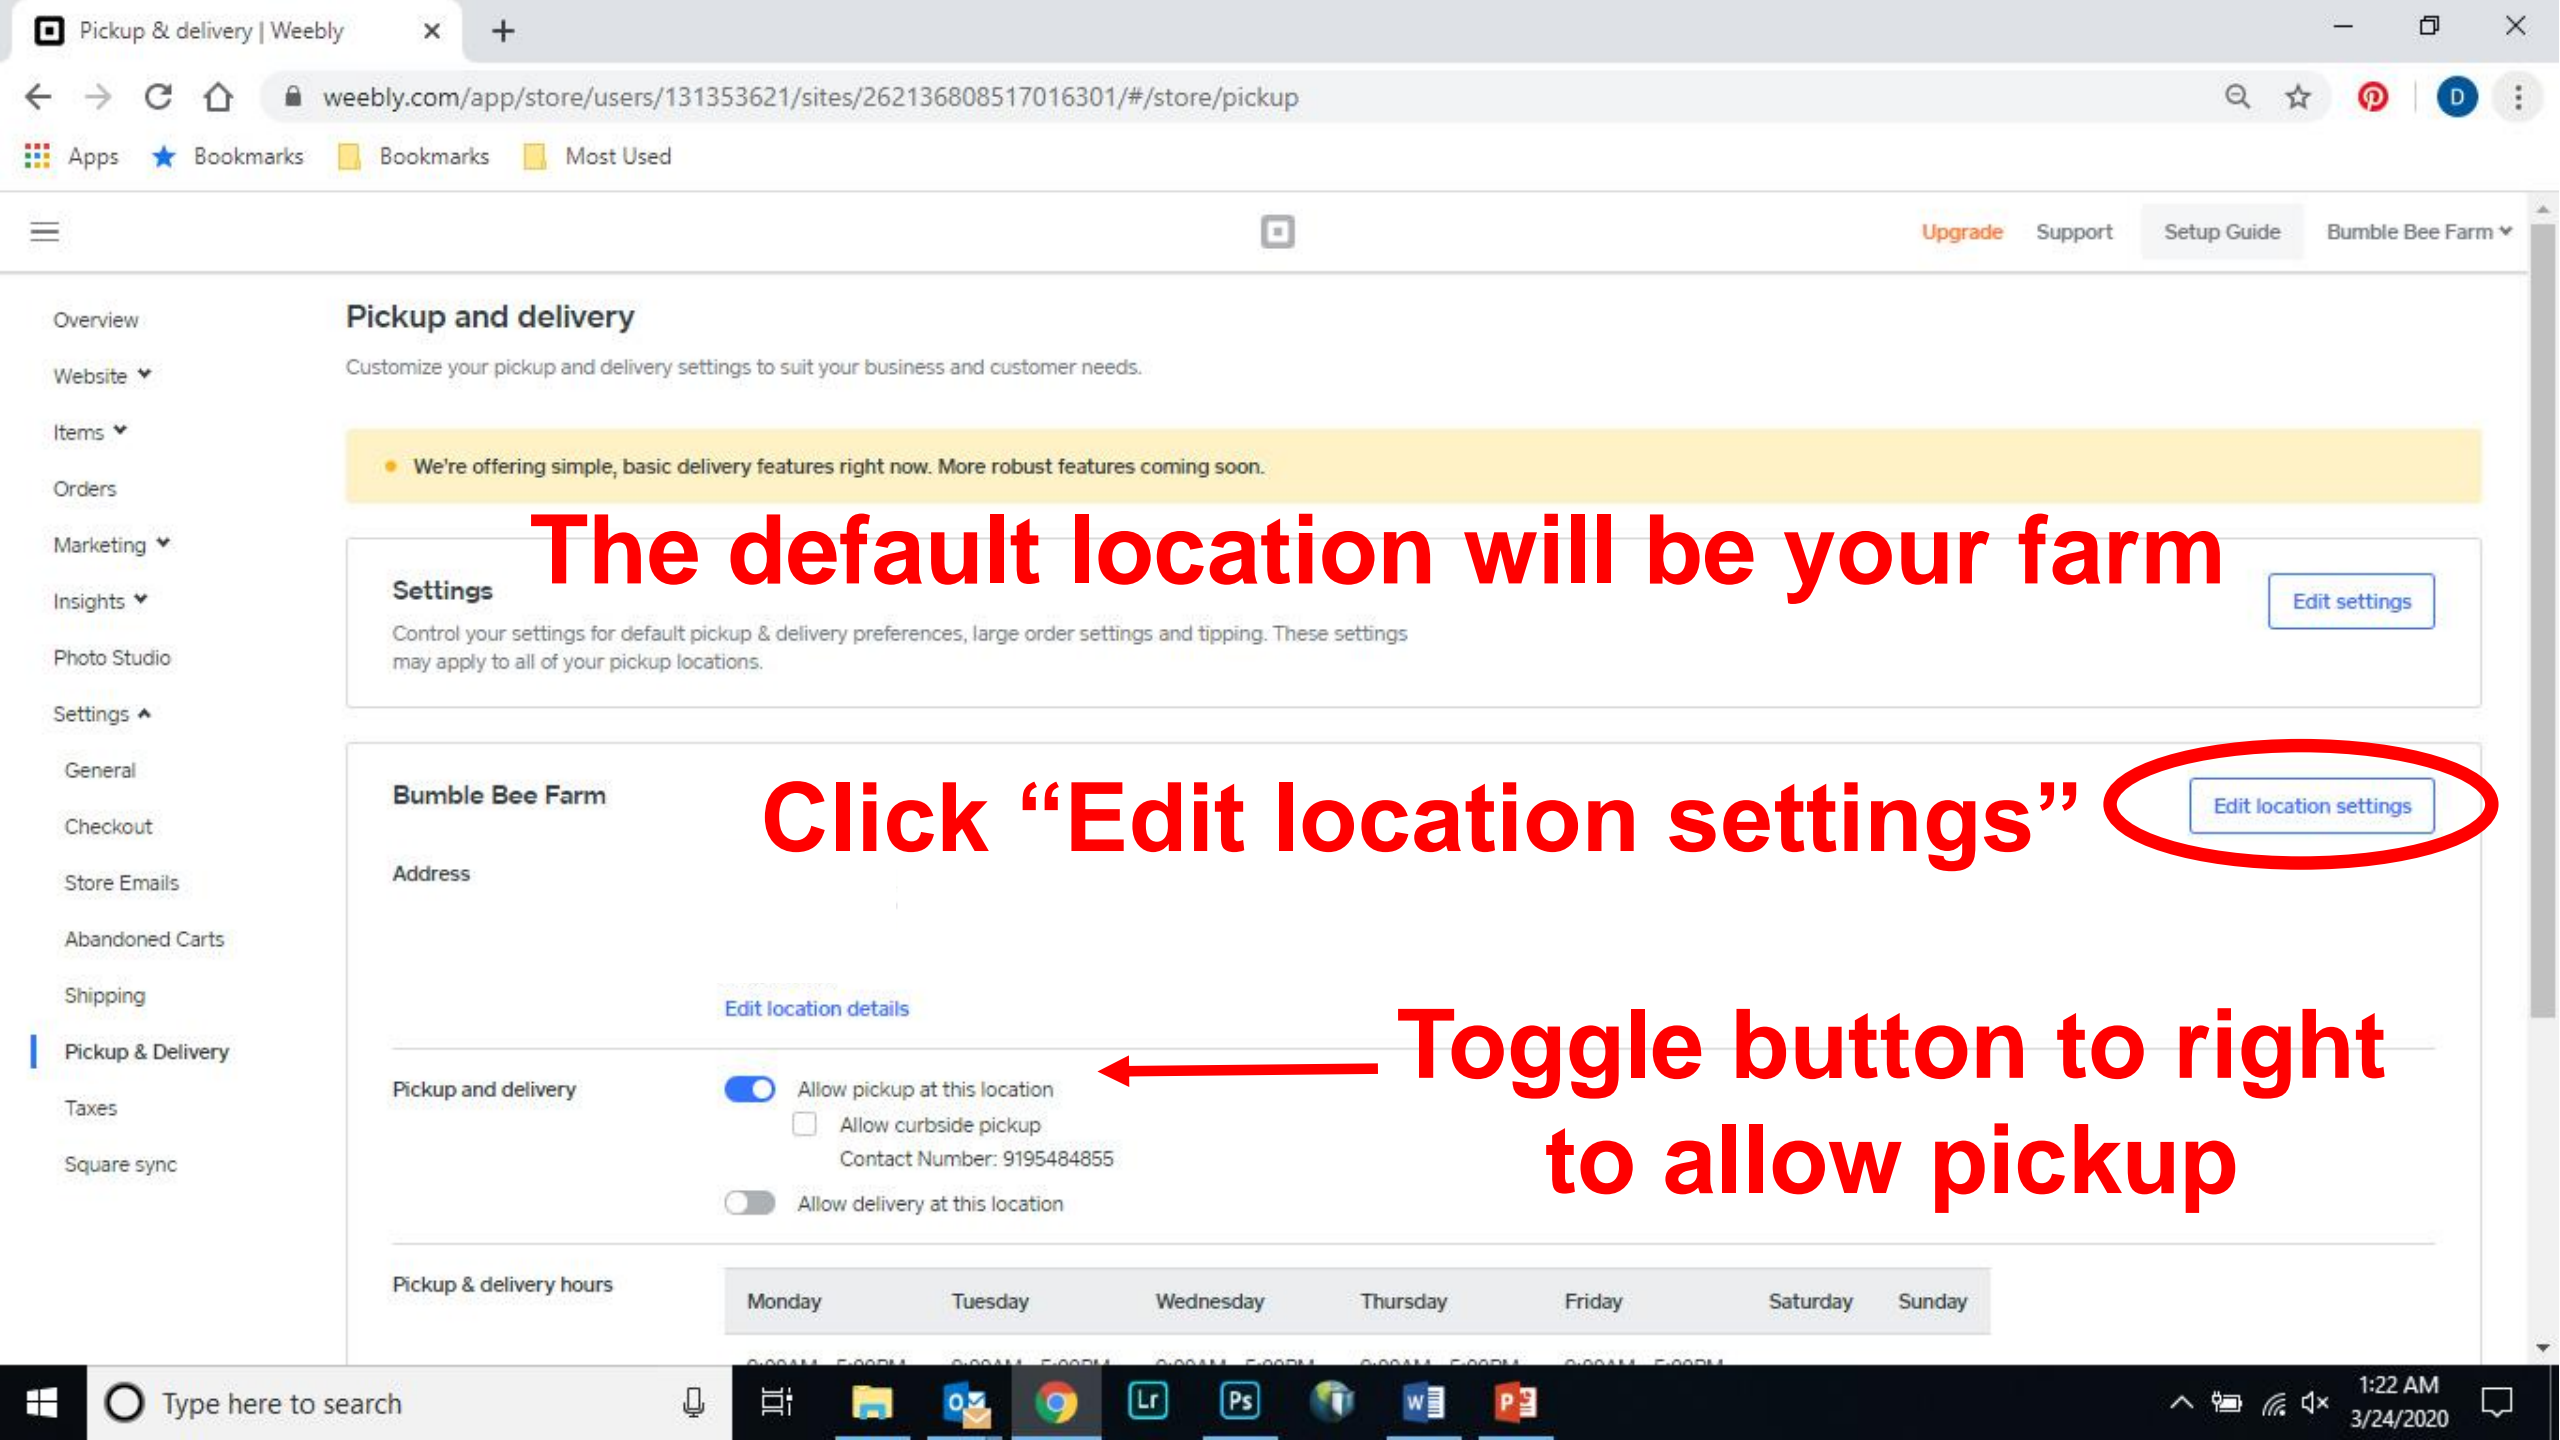 Pickup & delivery | Weebly
weebly.com/app/store/users/131353621/sites/262136808517016301/#/store/pickup
D
Apps Bookmarks Bookmarks Most Used
Upgrade Support Setup Guide Bumble Bee Farm
Overview
Website
Items
Orders
Marketing
Insights
Photo Studio
Settings
General
Checkout
Store Emails
Abandoned Carts
Shipping
Pickup & Delivery
Taxes
Square sync
Pickup and delivery
Customize your pickup and delivery settings to suit your business and customer needs.
We're offering simple, basic delivery features right now. More robust features coming soon.
The default location will be your farm
Settings
Edit settings
Control your settings for default pickup & delivery preferences, large order settings and tipping. These settings
may apply to all of your pickup locations.
Bumble Bee Farm
Click “Edit location settings”
Edit location settings
Address
Edit location details
Toggle button to right
to allow pickup
Pickup and delivery
Allow pickup at this location
Allow curbside pickup
Contact Number: 9195484855
Allow delivery at this location
Pickup & delivery hours
Monday Tuesday Wednesday Thursday Friday Saturday Sunday
Type here to search
Lr Ps
1:22 AM
3/24/2020